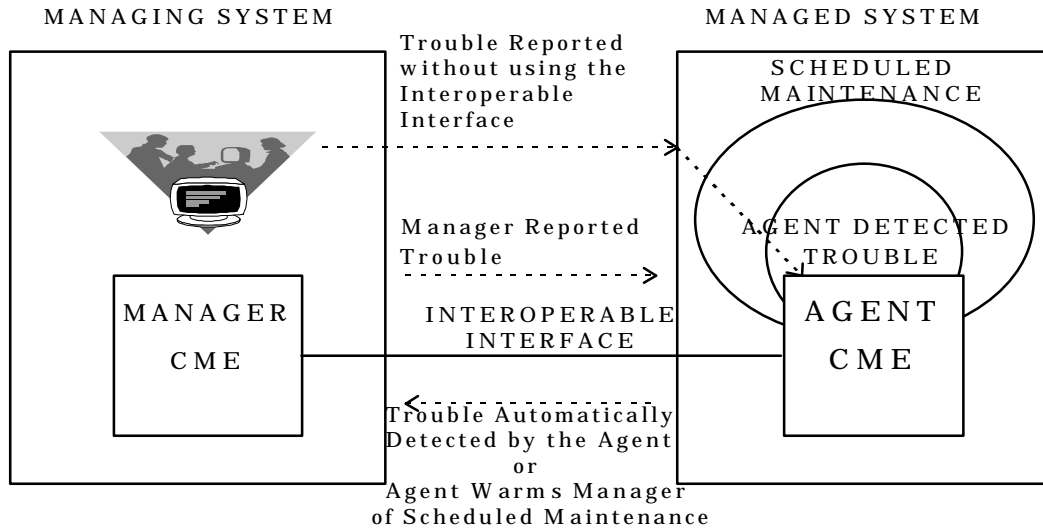 MANAGING SYSTEM
MANAGED SYSTEM
Trouble Reported
without using the
Interoperable
Interface
SCHEDULED
MAINTENANCE
Manager Reported
Trouble
AGENT DETECTED
TROUBLE
MANAGER
CME
INTEROPERABLE
INTERFACE
AGENT
CME
Trouble Automatically
Detected by the Agent
or
Agent Warms Manager
of Scheduled Maintenance